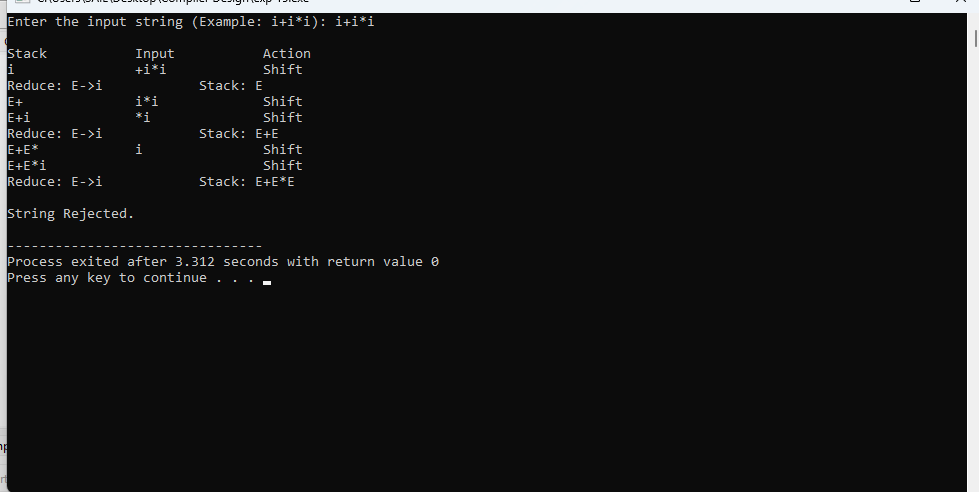 Enter the input string (Example: i+i*i): i+i*i
Stack Input Action
i +i*i Shift
Reduce: E->i Stack: E
E+ i*i Shift
E+i *i Shift
Reduce: E->i Stack: E+E
E+E* i Shift
E+E*i Shift
Reduce: E->i Stack: E+E*E
String Rejected.
--------------------------------
Process exited after 3.312 seconds with return value 0
Press any key to continue . . .